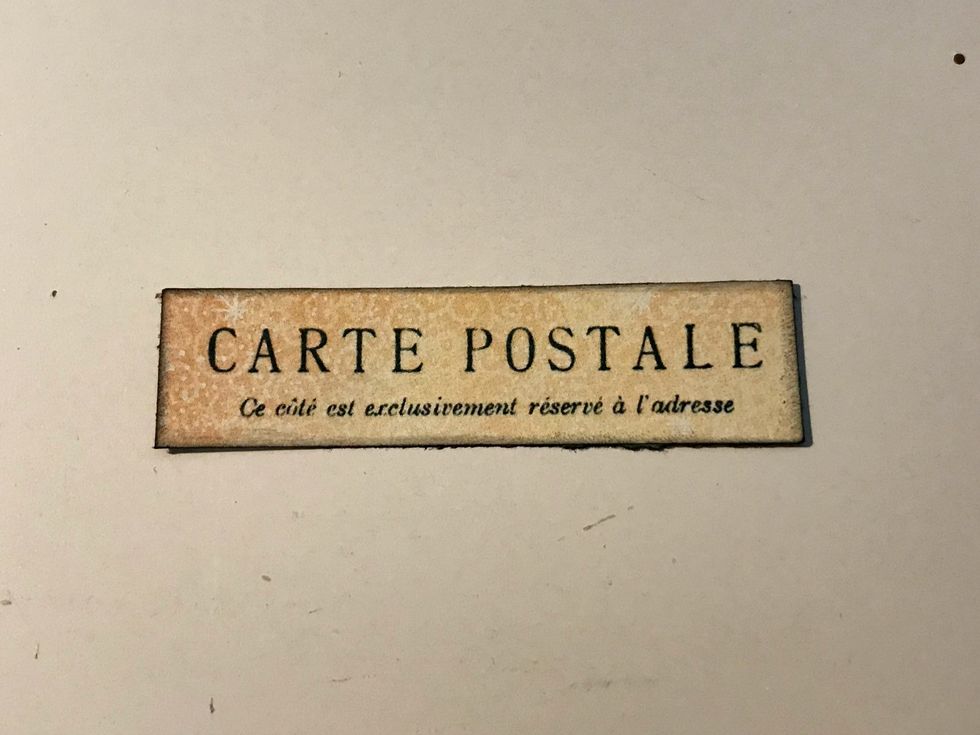 CARTE POSTALE
Ce côté est exclusivement réservé à l'adresse